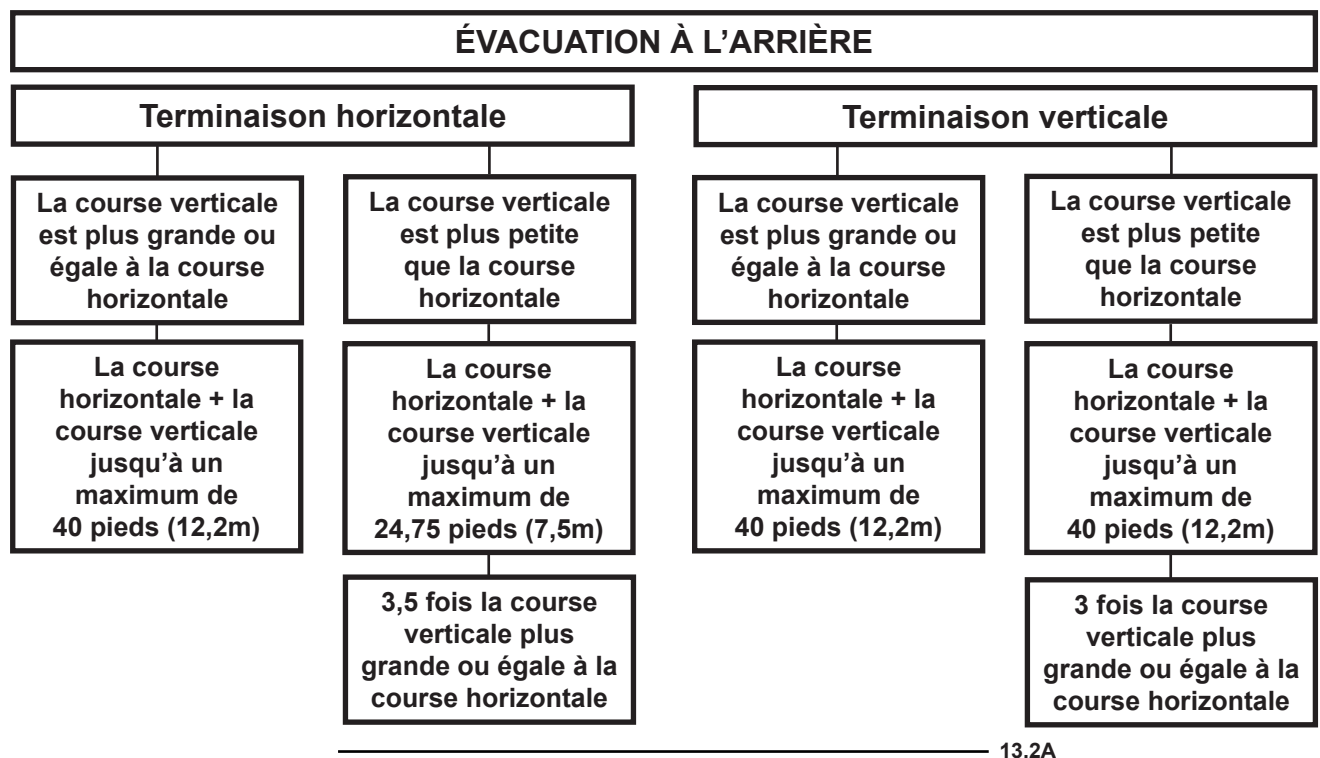 ÉVACUATION À L'ARRIÈRE
Terminaison horizontale
La course verticale
est plus grande ou
égale à la course
horizontale
La course
horizontale + la
course verticale
jusqu'à un
maximum de
40 pieds (12,2m)
La course verticale
est plus petite
que la course
horizontale
La course
horizontale + la
course verticale
jusqu'à un
maximum de
24,75 pieds (7,5m)
3,5 fois la course
verticale plus
grande ou égale à la
course horizontale
Terminaison verticale
La course verticale
est plus grande ou
égale à la course
horizontale
La course
horizontale + la
course verticale
jusqu'à un
maximum de
40 pieds (12,2m)
La course verticale
est plus petite
que la course
horizontale
La course
horizontale + la
course verticale
jusqu'à un
maximum de
40 pieds (12,2m)
3 fois la course
verticale plus
grande ou égale à la
course horizontale
13.2A